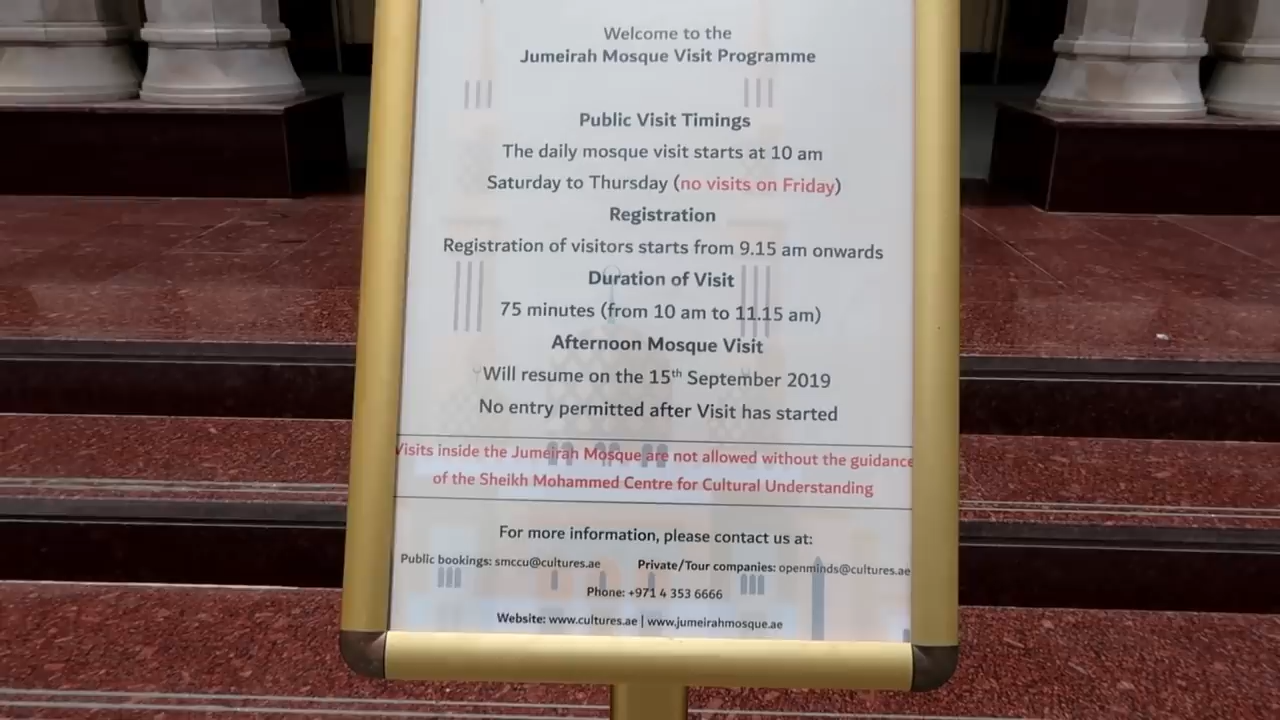 Welcome to the
Jumeirah Mosque Visit Programme
Public Visit Timings
The daily mosque visit starts at 10 am
Saturday to Thursday (no visits on Friday)
Registration
Registration of visitors starts from 9.15 am onwards
Duration of Visit
75 minutes (from 10 am to 11.15 am)
Afternoon Mosque Visit
Will resume on the 15th September 2019
No entry permitted after Visit has started
Visits inside the Jumeirah Mosque are not allowed without the guidance
of the Sheikh Mohammed Centre for Cultural Understanding
For more information, please contact us at:
Public bookings: smccu@cultures.ae Private/Tour companies: openminds@cultures.ae
Phone: +971 4 353 6666
Website: www.cultures.ae | www.jumeirahmosque.ae